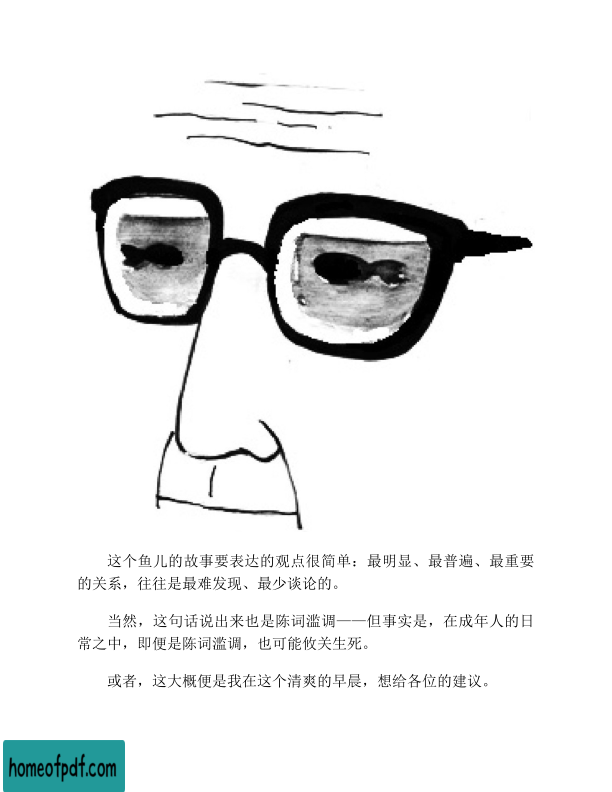 这个鱼儿的故事要表达的观点很简单：最明显、最普遍、最重要
的关系，往往是最难发现、最少谈论的。
当然，这句话说出来也是陈词滥调——但事实是，在成年人的日
常之中，即便是陈词滥调，也可能攸关生死。
或者，这大概便是我在这个清爽的早晨，想给各位的建议。
homeofpdf.com